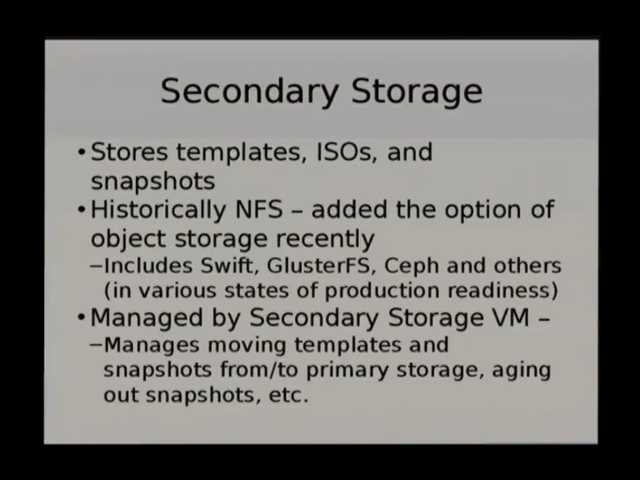 Secondary Storage
•Stores templates, ISOs, and
snapshots
•Historically NFS – added the option of
object storage recently
–Includes Swift, GlusterFS, Ceph and others
(in various states of production readiness)
•Managed by Secondary Storage VM –
–Manages moving templates and
snapshots from/to primary storage, aging
out snapshots, etc.